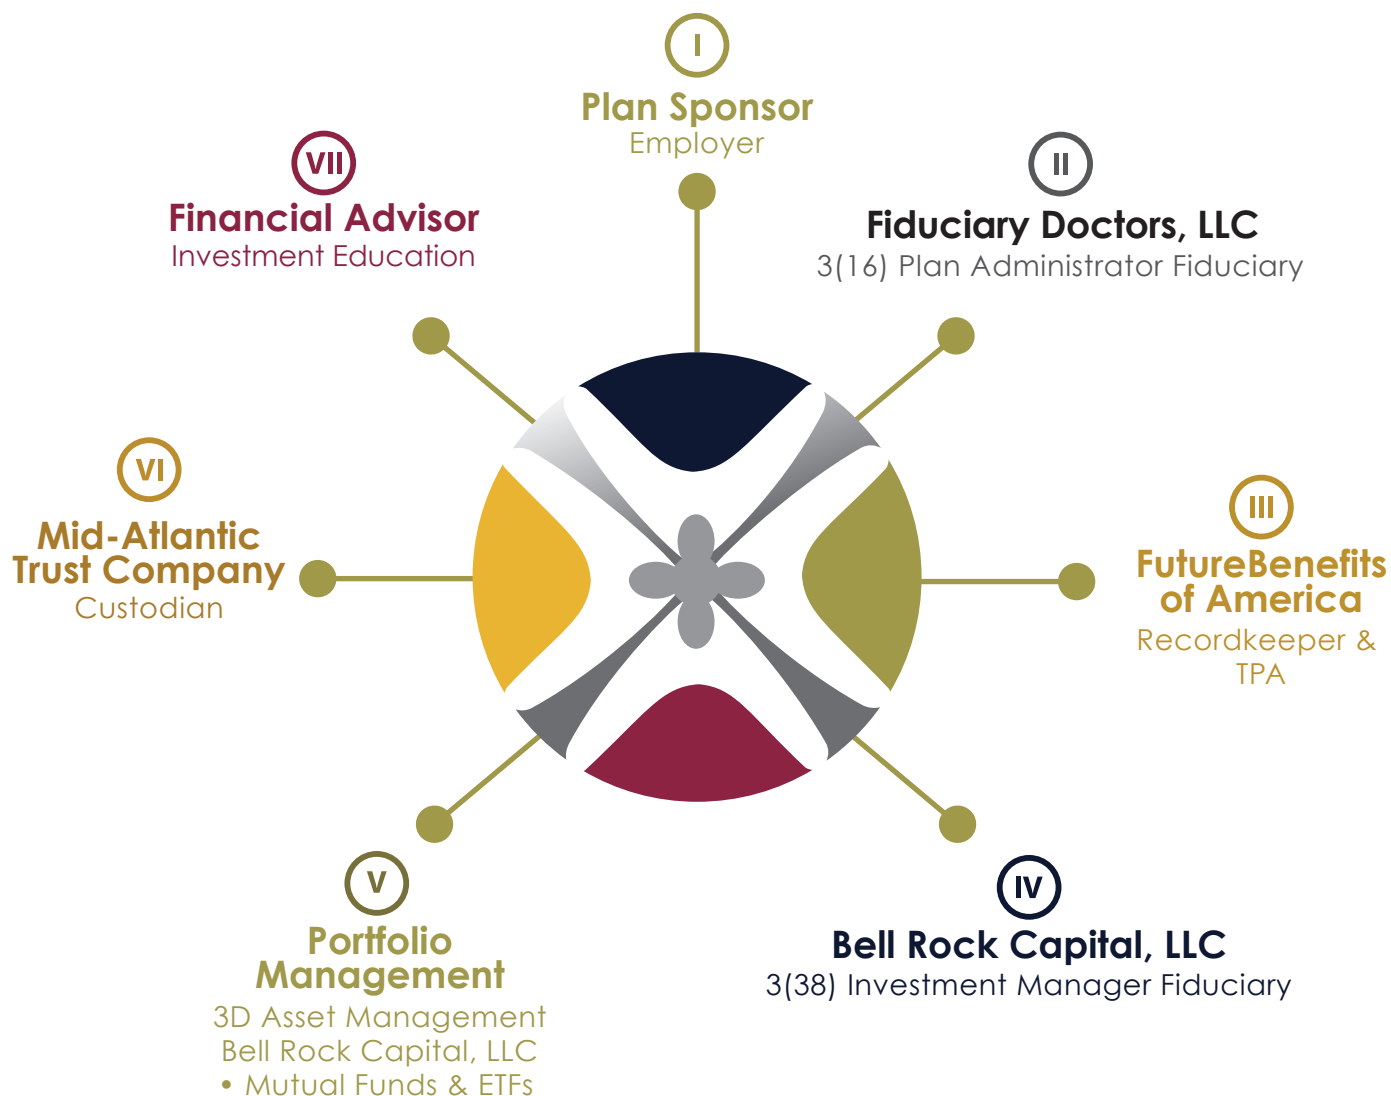 I
Plan Sponsor
Employer
II
Fiduciary Doctors, LLC
3(16) Plan Administrator Fiduciary
III
FutureBenefits
of America
Recordkeeper &
TPA
IV
Bell Rock Capital, LLC
3(38) Investment Manager Fiduciary
V
Portfolio
Management
3D Asset Management
Bell Rock Capital, LLC
• Mutual Funds & ETFs
VI
Mid-Atlantic
Trust Company
Custodian
VII
Financial Advisor
Investment Education